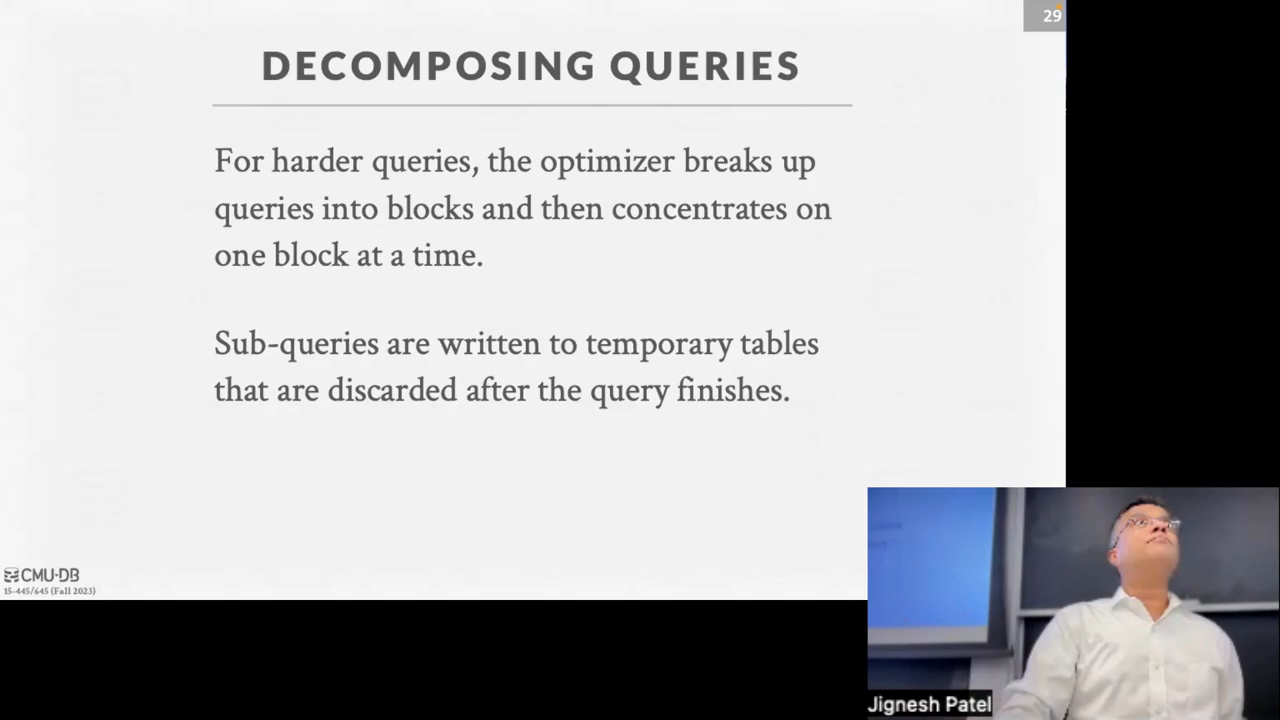 29
DECOMPOSING QUERIES
For harder queries, the optimizer breaks up
queries into blocks and then concentrates on
one block at a time.
Sub-queries are written to temporary tables
that are discarded after the query finishes.
CMU·DB
15-445/645 (Fall 2023)
Jignesh Patel